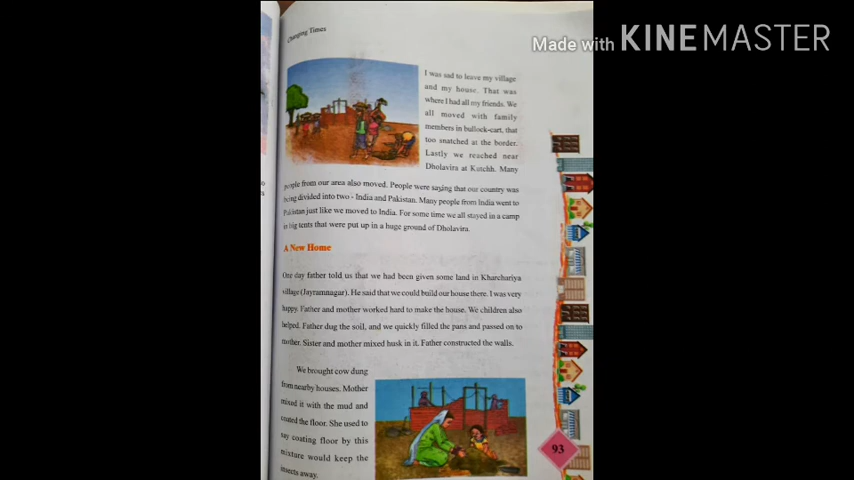 Made with KINEMASTER
Changing Times
I was sad to leave my village
and my house. That was
where I had all my friends. We
all moved with family
members in bullock-cart, that
too snatched at the border.
Lastly we reached near
Dholavira at Kutchh. Many
people from our area also moved. People were saying that our country was
being divided into two - India and Pakistan. Many people from India went to
Pakistan just like we moved to India. For some time we all stayed in a camp
in big tents that were put up in a huge ground of Dholavira.
A New Home
One day father told us that we had been given some land in Kharchariya
village (Jayramnagar). He said that we could build our house there. I was very
happy. Father and mother worked hard to make the house. We children also
helped. Father dug the soil, and we quickly filled the pans and passed on to
mother. Sister and mother mixed husk in it. Father constructed the walls.
We brought cow dung
from nearby houses. Mother
mixed it with the mud and
coated the floor. She used to
say coating floor by this
mixture would keep the
insects away.
93